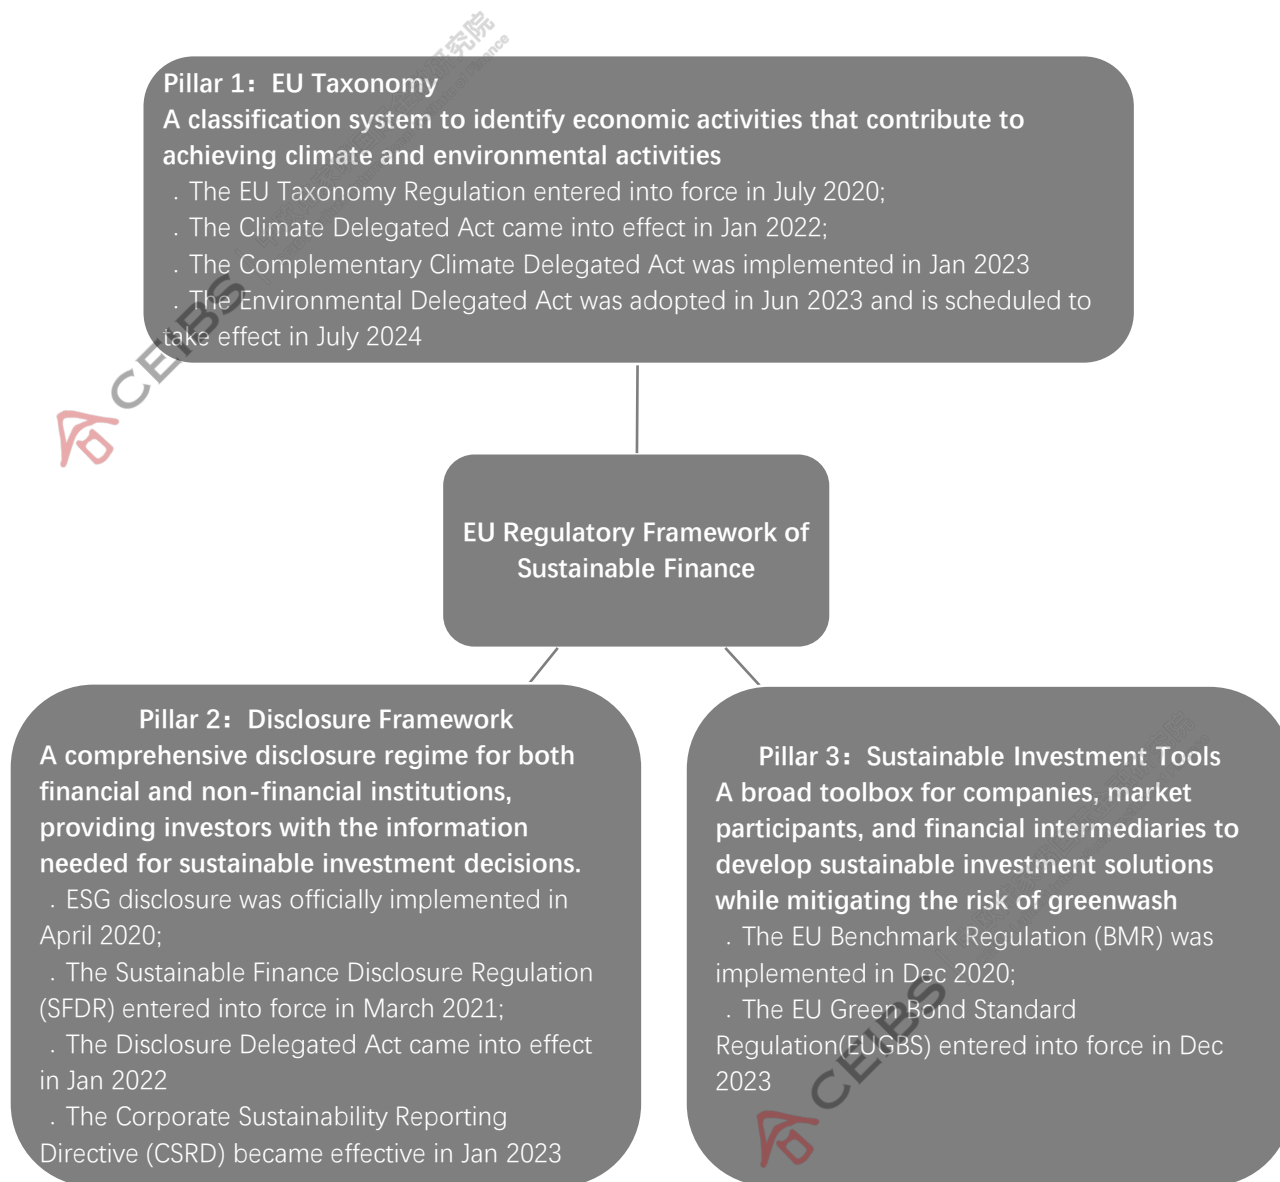 Pillar 1：EU Taxonomy
A classification system to identify economic activities that contribute to
achieving climate and environmental activities
. The EU Taxonomy Regulation entered into force in July 2020;
. The Climate Delegated Act came into effect in Jan 2022;
. The Complementary Climate Delegated Act was implemented in Jan 2023
. The Environmental Delegated Act was adopted in Jun 2023 and is scheduled to
take effect in July 2024
CEIBS
EU Regulatory Framework of
Sustainable Finance
Pillar 2：Disclosure Framework
A comprehensive disclosure regime for both
financial and non-financial institutions,
providing investors with the information
needed for sustainable investment decisions.
. ESG disclosure was officially implemented in
April 2020;
. The Sustainable Finance Disclosure Regulation
(SFDR) entered into force in March 2021;
. The Disclosure Delegated Act came into effect
in Jan 2022
. The Corporate Sustainability Reporting
Directive (CSRD) became effective in Jan 2023
Pillar 3：Sustainable Investment Tools
A broad toolbox for companies, market
participants, and financial intermediaries to
develop sustainable investment solutions
while mitigating the risk of greenwash
. The EU Benchmark Regulation (BMR) was
implemented in Dec 2020;
. The EU Green Bond Standard
Regulation(EUGBS) entered into force in Dec
2023
CEIBS